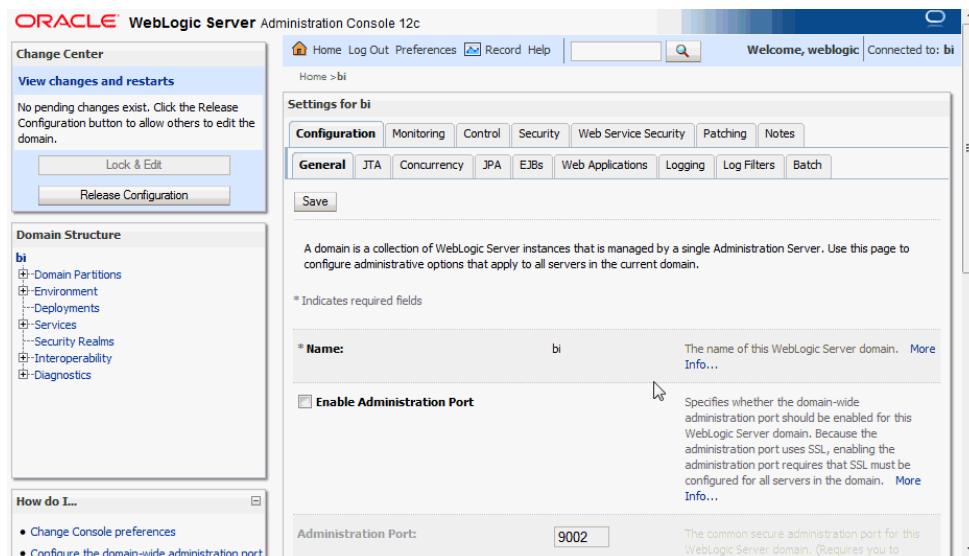 ORACLE WebLogic Server Administration Console 12c
Change Center
View changes and restarts
No pending changes exist. Click the Release
Configuration button to allow others to edit the
domain.
Lock & Edit
Release Configuration
Domain Structure
bi
Domain Partitions
Environment
Deployments
Services
Security Realms
Interoperability
Diagnostics
How do I...
• Change Console preferences
• Configure the domain-wide administration port
Home Log Out Preferences Record Help
Welcome, weblogic Connected to: bi
Home >bi
Settings for bi
Configuration Monitoring Control Security Web Service Security Patching Notes
General JTA Concurrency JPA EJBs Web Applications Logging Log Filters Batch
Save
A domain is a collection of WebLogic Server instances that is managed by a single Administration Server. Use this page to
configure administrative options that apply to all servers in the current domain.
* Indicates required fields
* Name: bi
The name of this WebLogic Server domain. More
Info...
Enable Administration Port
Specifies whether the domain-wide
administration port should be enabled for this
WebLogic Server domain. Because the
administration port uses SSL, enabling the
administration port requires that SSL must be
configured for all servers in the domain. More
Info...
Administration Port: 9002
The common secure administration port for this
WebLogic Server domain. (Requires you to